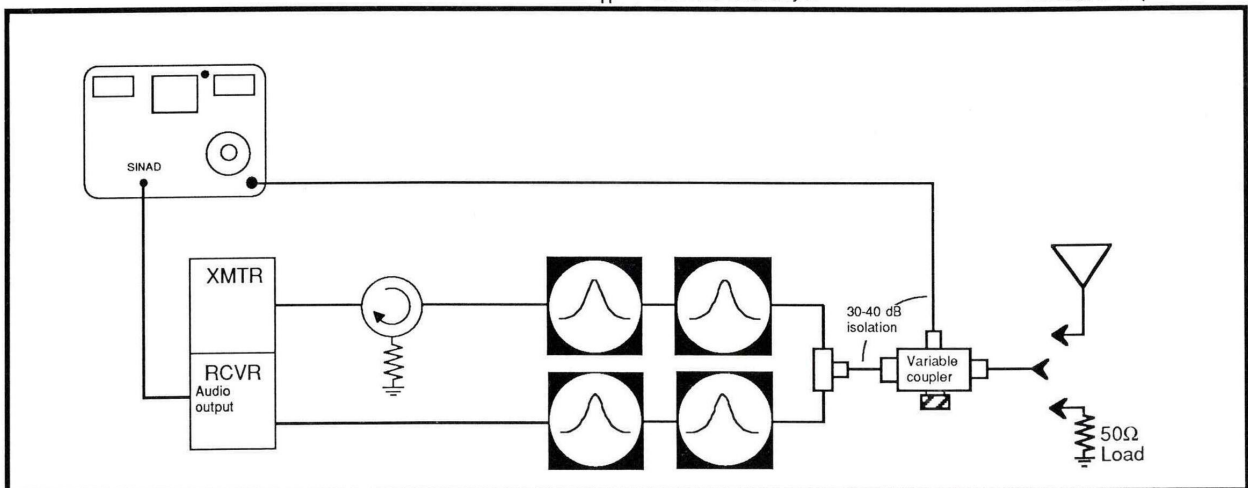 SINAD
XMTR
RCVR
Audio
output
30-40 dB
isolation
Variable
coupler
50Ω
Load